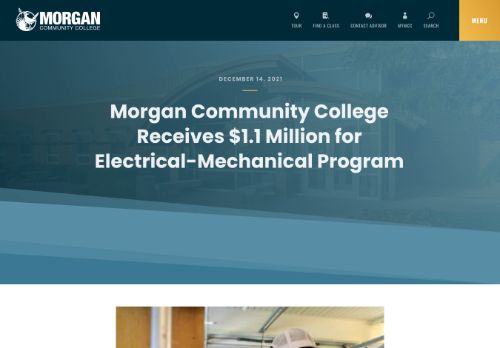 MORGAN
COMMUNITY COLLEGE
TOUR
FIND A CLASS
CONTACT ADVISOR
MYMCC
SEARCH
MENU
DECEMBER 14, 2021
Morgan Community College
Receives $1.1 Million for
Electrical-Mechanical Program